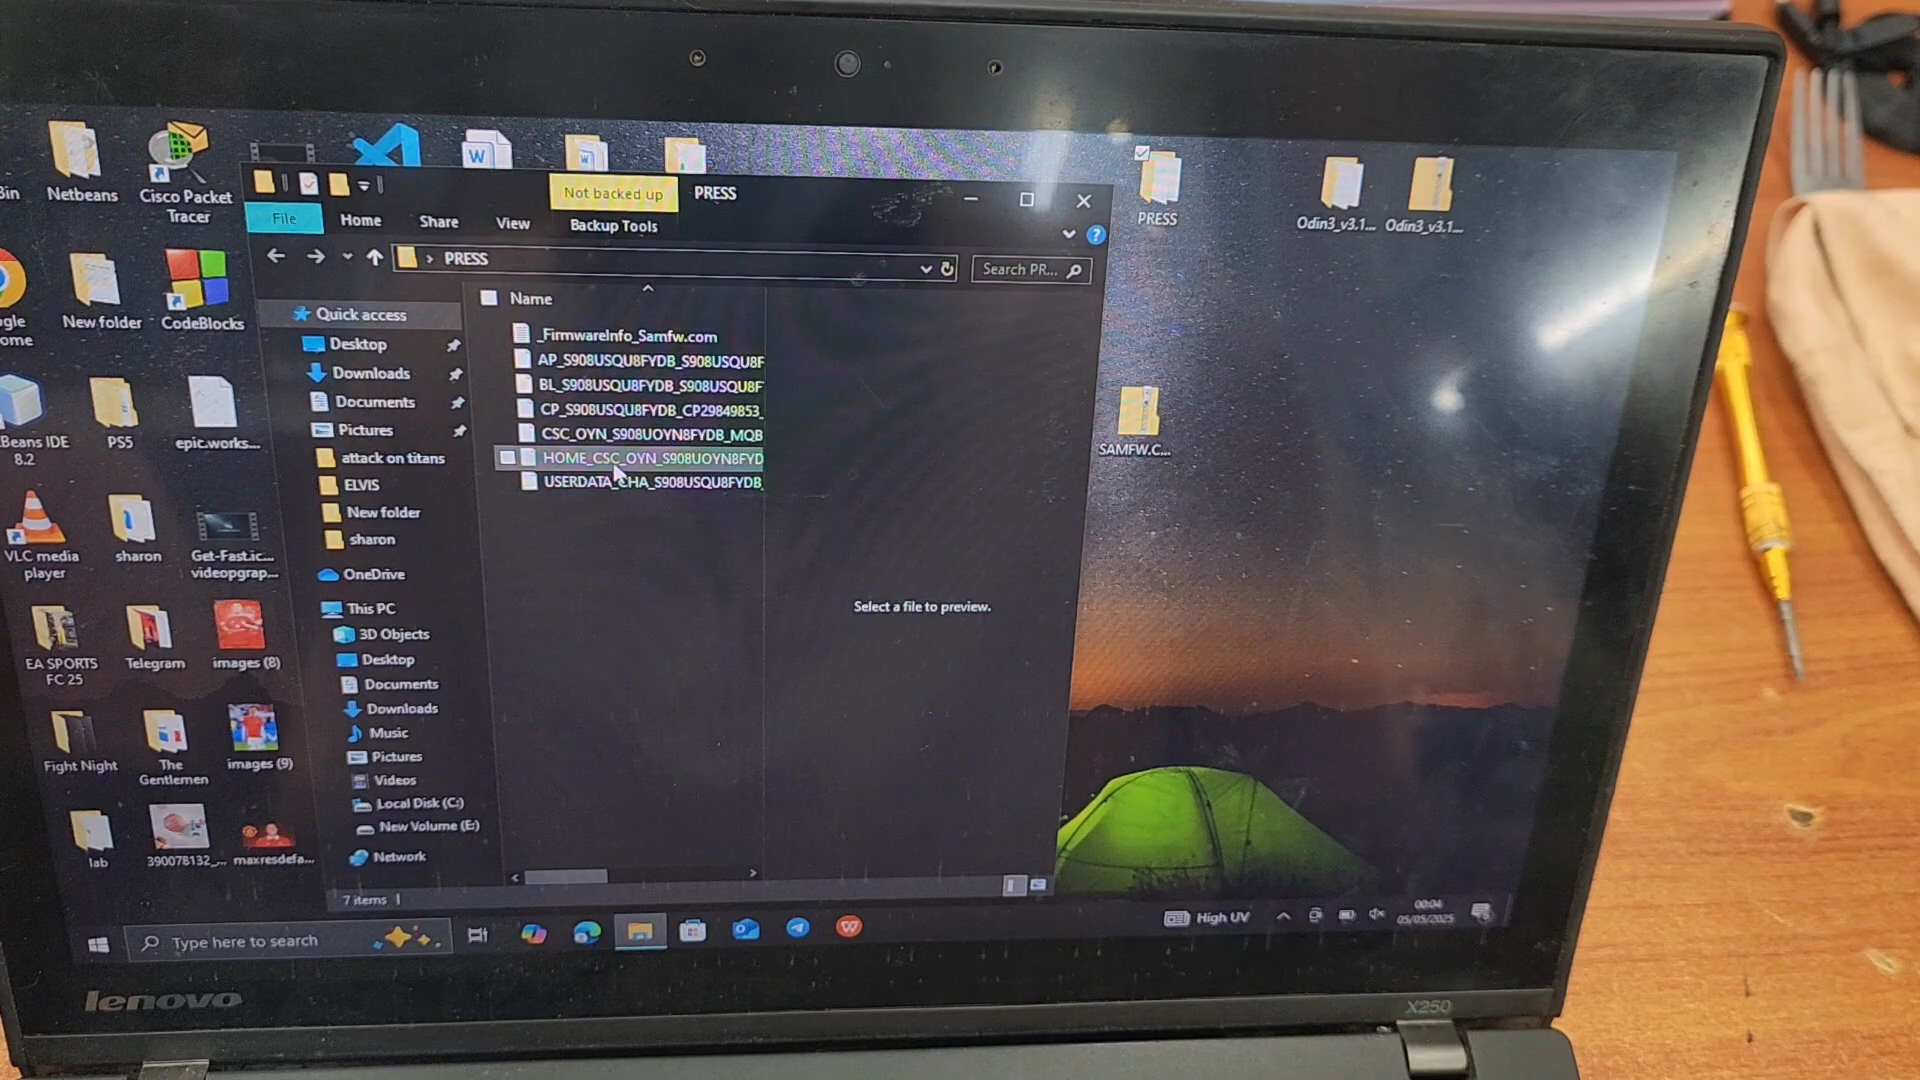 Bin
Netbeans
Cisco Packet
Tracer
Not backed up
PRESS
File
Home
Share
View
Backup Tools
PRESS
Search PR...
PRESS
Odin3_v3.1...
Odin3_v3.1...
New folder
CodeBlocks
Quick access
Desktop
Downloads
Documents
Pictures
attack on titans
ELVIS
New folder
sharon
OneDrive
This PC
3D Objects
Desktop
Documents
Downloads
Music
Pictures
Videos
Local Disk (C:)
New Volume (E:)
Network
Name
_FirmwareInfo_Samfw.com
AP_S908USQU8FYDB_S908USQU8F
BL_S908USQU8FYDB_S908USQU8F
CP_S908USQU8FYDB_CP29849853_
CSC_OYN_S908UOYN8FYDB_MQB
HOME_CSC_OYN_S908UOYN8FYD
USERDATA_CHA_S908USQU8FYDB_
Select a file to preview.
SAMFW.C...
Beans IDE
8.2
PS5
epic.works...
VLC media
player
sharon
Get-Fast.ic...
videopgrap...
EA SPORTS
FC 25
Telegram
images (8)
Fight Night
The
Gentlemen
images (9)
lab
390078132_...
maxresdefa...
7 items
Type here to search
High UV
00:04
05/05/2025
lenovo
X250